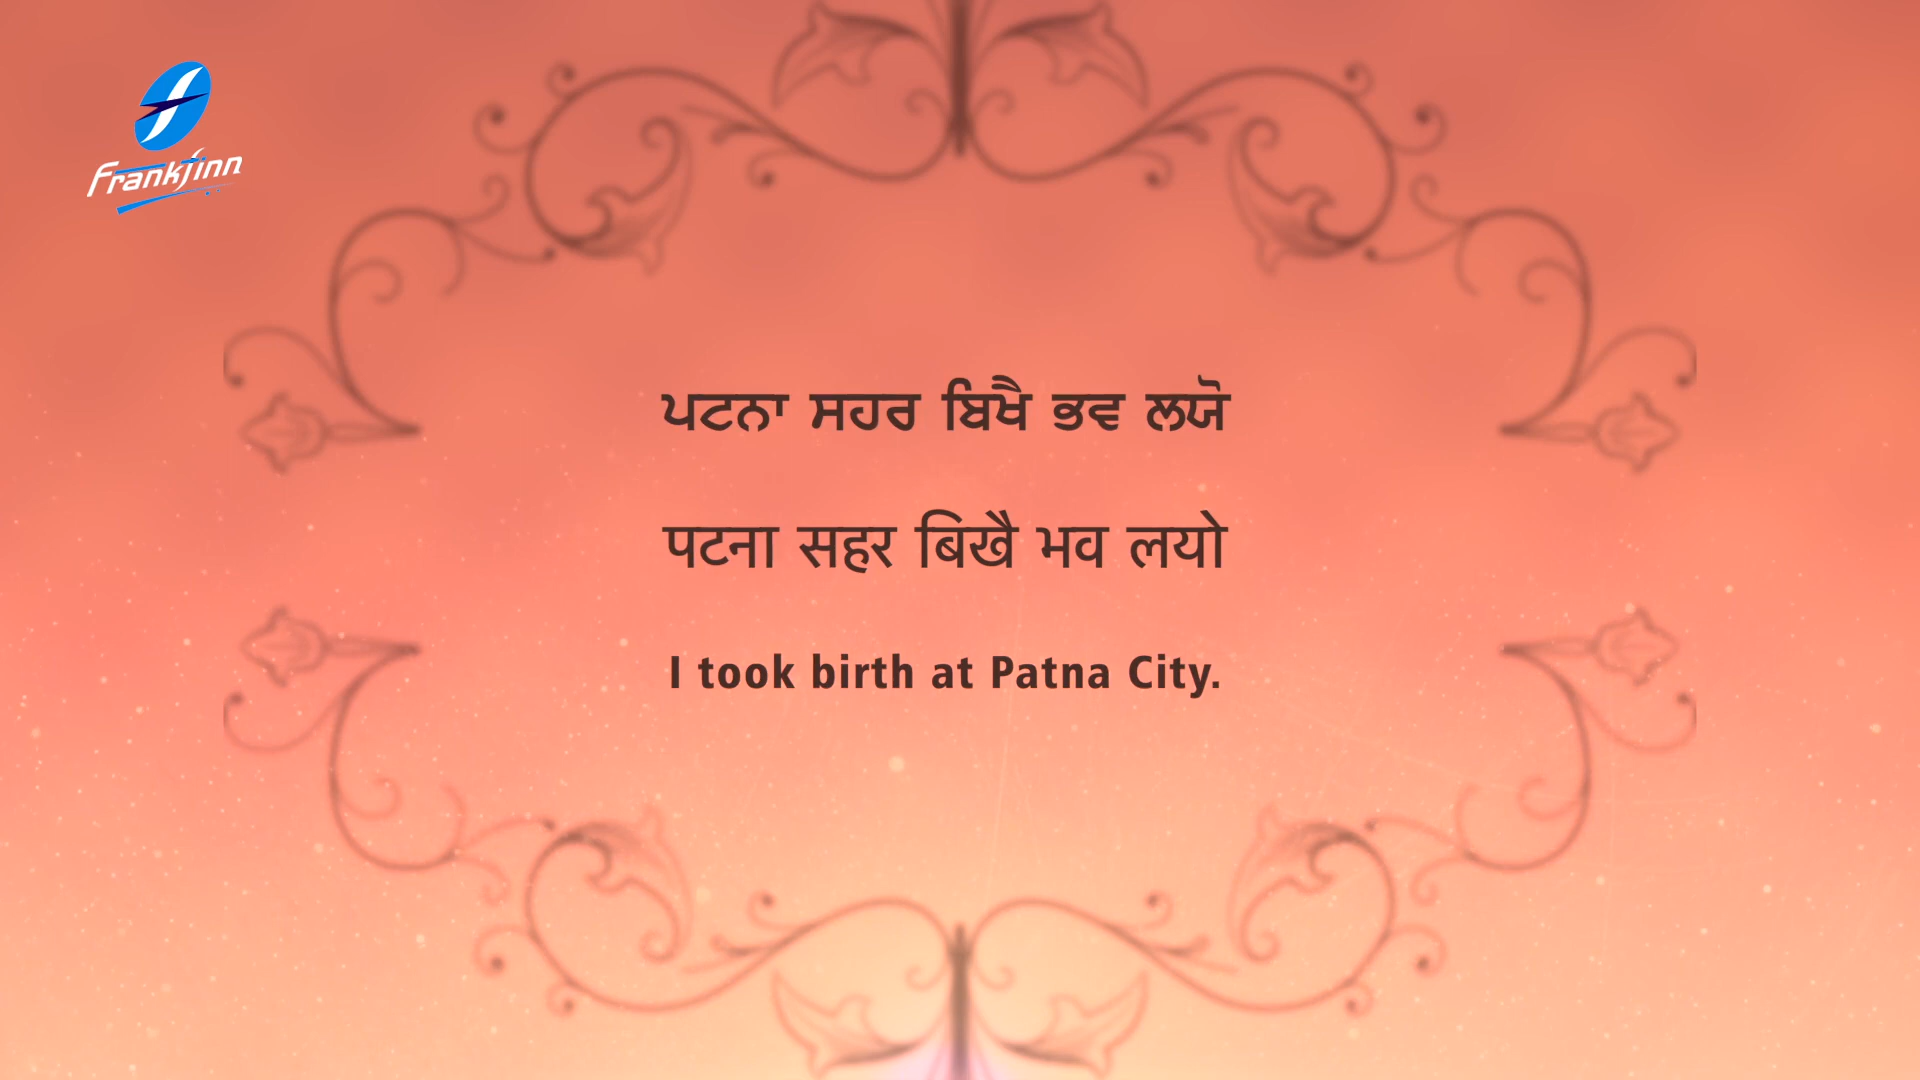 Frankfinn
ਪਟਨਾ ਸਹਰ ਬਿਖੈ ਭਵ ਲਯੋ
पटना सहर बिखै भव लयो
I took birth at Patna City.